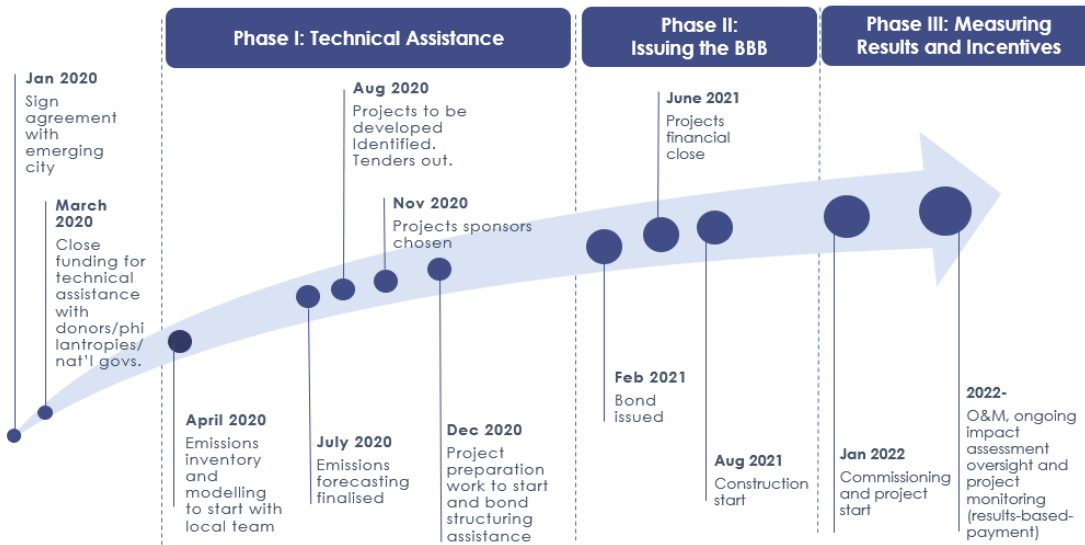 Phase I: Technical Assistance
Phase II:
Issuing the BBB
Phase III: Measuring
Results and Incentives
Jan 2020
Sign
agreement
with
emerging
city
March
2020
Close
funding for
technical
assistance
with
donors/phi
lantropies/
nat'l govs.
April 2020
Emissions
inventory
and
modelling
to start with
local team
July 2020
Emissions
forecasting
finalised
Aug 2020
Projects to be
developed
Identified.
Tenders out.
Nov 2020
Projects sponsors
chosen
Dec 2020
Project
preparation
work to start
and bond
structuring
assistance
Feb 2021
Bond
issued
June 2021
Projects
financial
close
Aug 2021
Construction
start
Jan 2022
Commissioning
and project
start
2022-
O&M, ongoing
impact
assessment
oversight and
project
monitoring
(results-based-
payment)